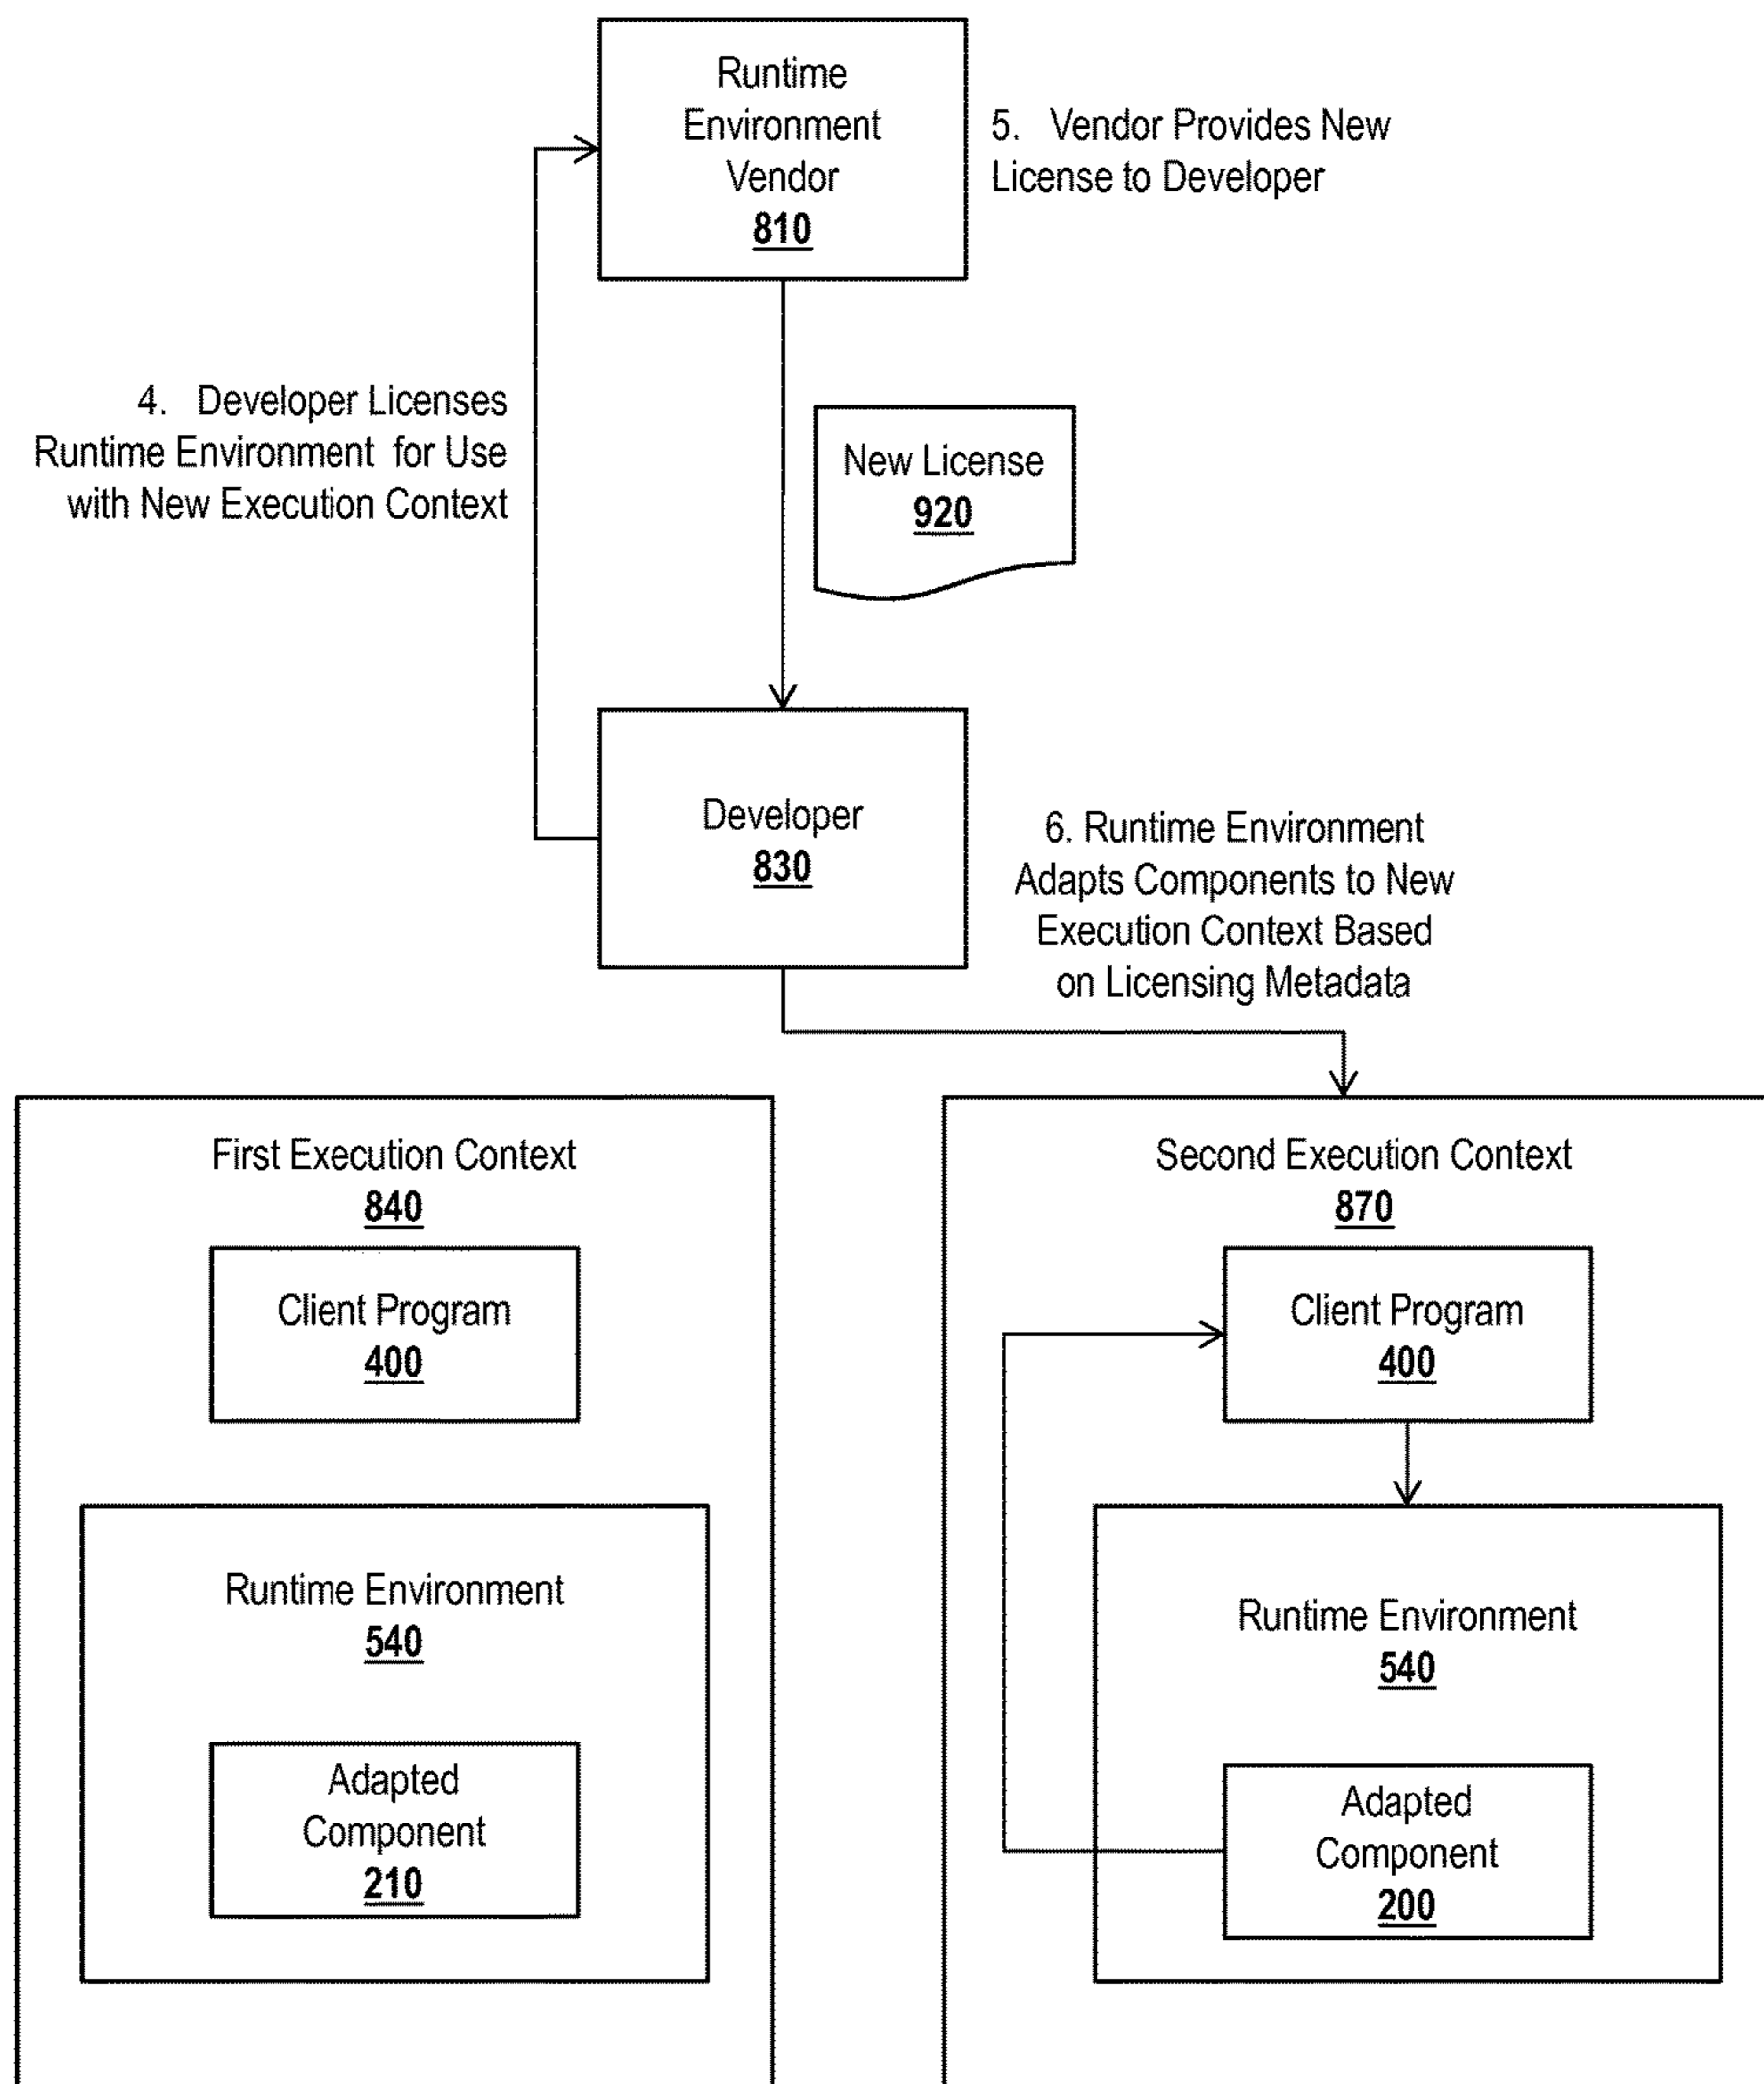 Runtime
Environment
Vendor
810
5. Vendor Provides New
License to Developer
4. Developer Licenses
Runtime Environment for Use
with New Execution Context
New License
920
Developer
830
6. Runtime Environment
Adapts Components to New
Execution Context Based
on Licensing Metadata
First Execution Context
840
Client Program
400
Runtime Environment
540
Adapted
Component
210
Second Execution Context
870
Client Program
400
Runtime Environment
540
Adapted
Component
200